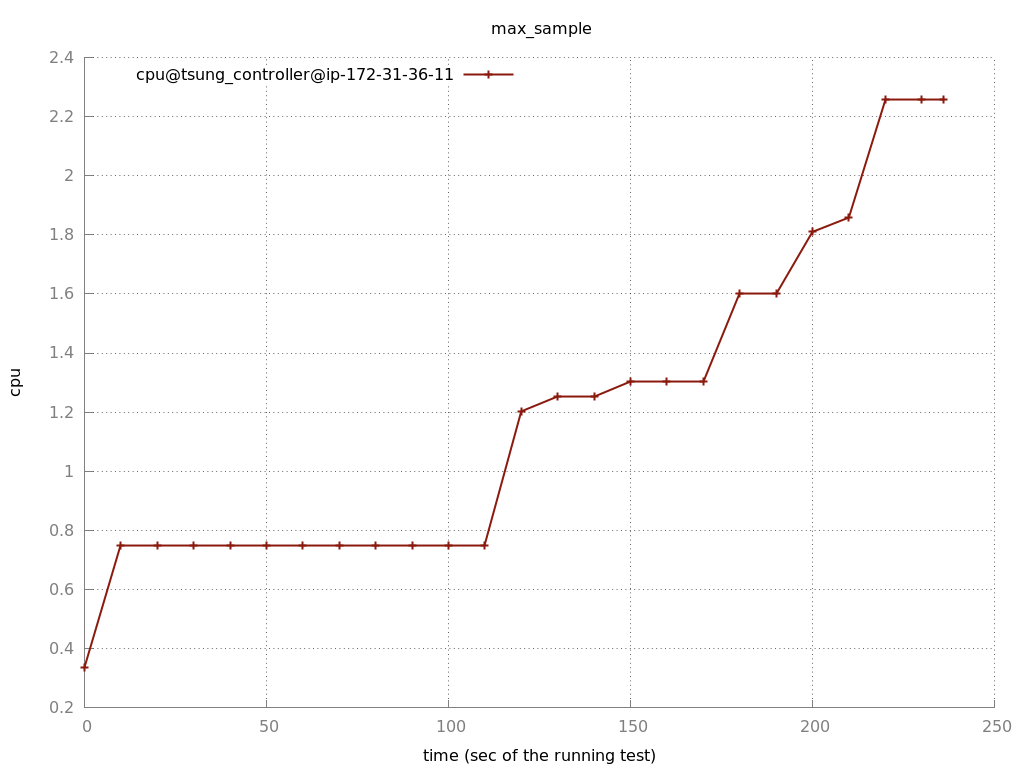 max_sample
2.4
cpu@tsung_controller@ip-172-31-36-11
2.2
2
1.8
1.6
1.4
cpu
1.2
1
0.8
0.6
0.4
0.2
0 50 100 150 200 250
time (sec of the running test)